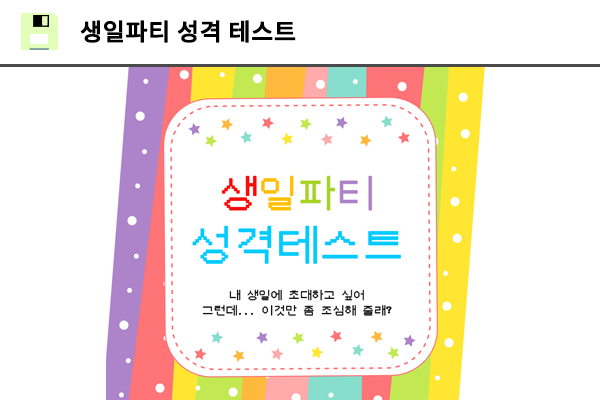 생일파티 성격 테스트
생일파티
성격테스트
내 생일에 초대하고 싶어
그런데... 이것만 좀 조심해 줄래?